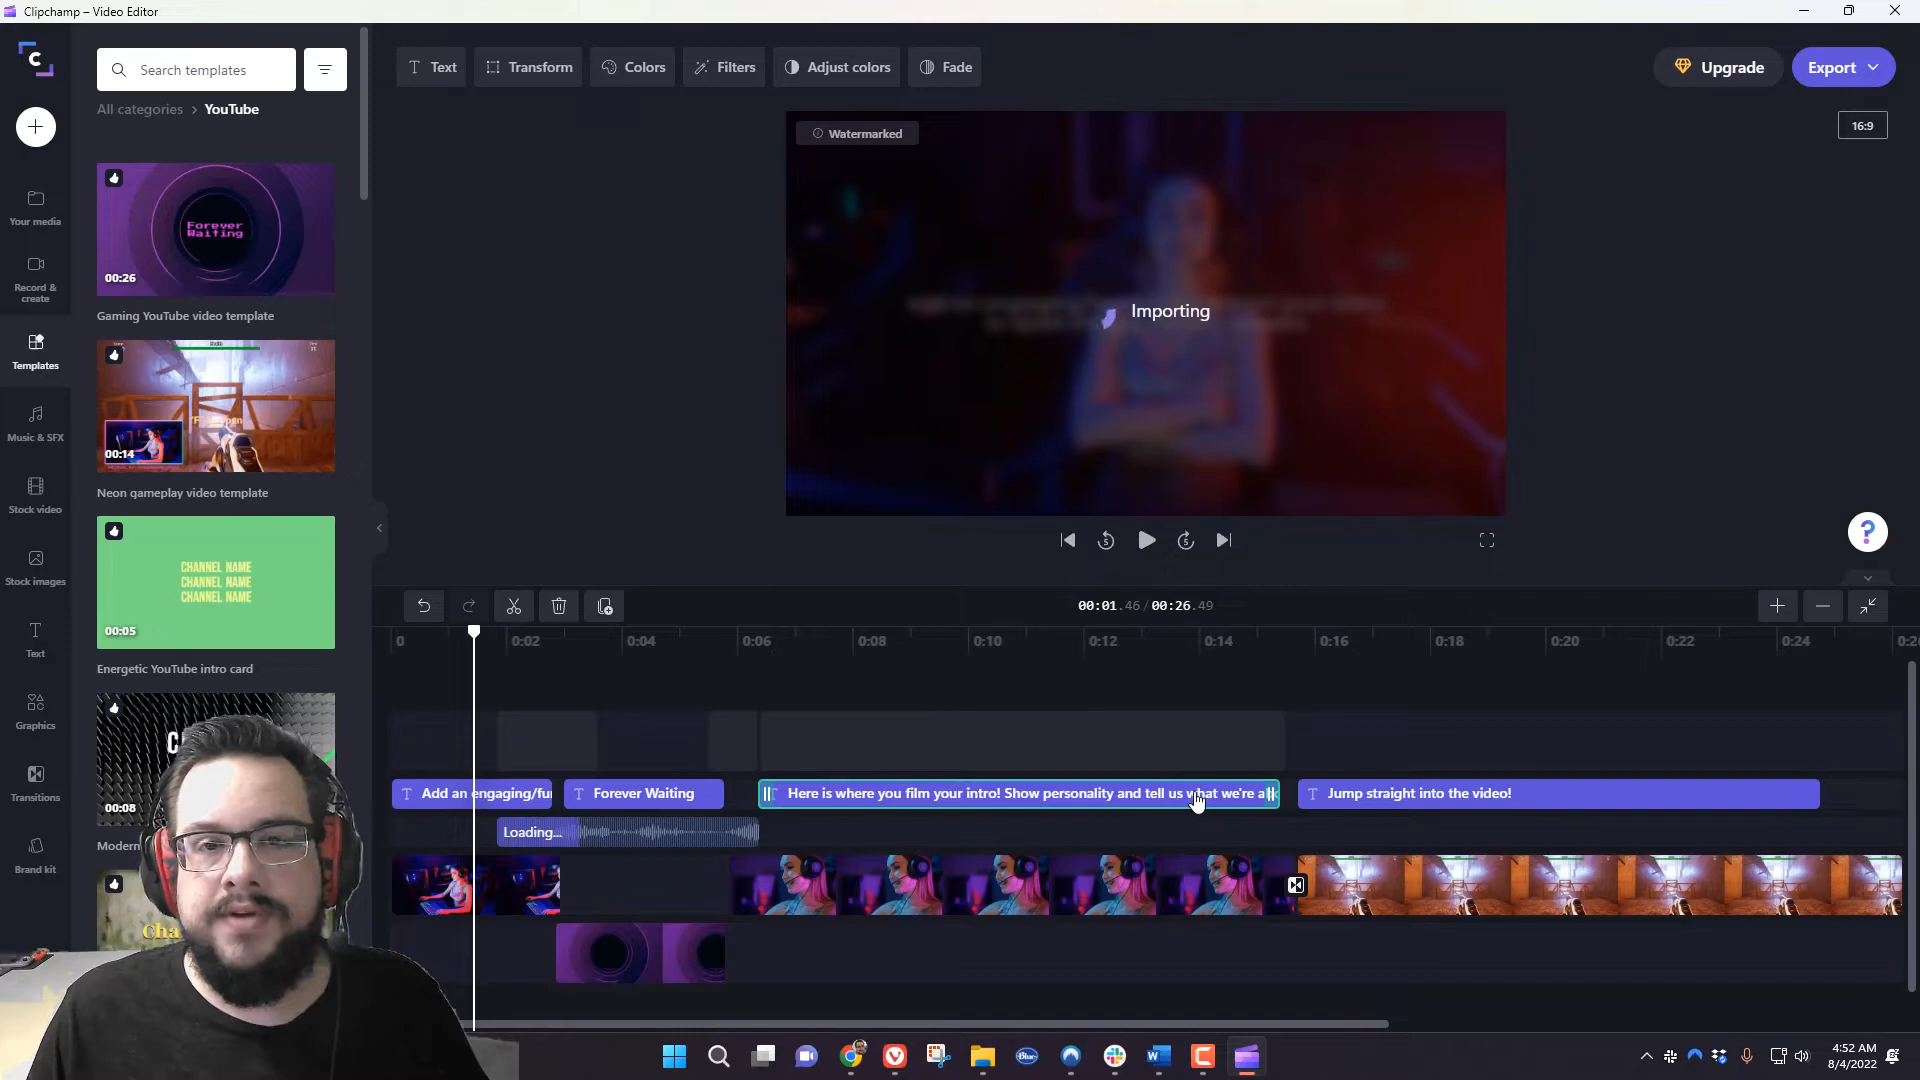 Clipchamp – Video Editor
Search templates
All categories > YouTube
Text
Transform
Colors
Filters
Adjust colors
Fade
Upgrade
Export
Watermarked
16:9
Importing
Your media
Record & create
Templates
Music & SFX
Stock video
Stock images
Text
Graphics
Transitions
Brand kit
Forever
Waiting
00:26
Gaming YouTube video template
00:14
Neon gameplay video template
CHANNEL NAME
CHANNEL NAME
CHANNEL NAME
00:05
Energetic YouTube intro card
00:08
Modern
Cha
5
5
?
00:01.46/00:26.49
0
0:02
0:04
0:06
0:08
0:10
0:12
0:14
0:16
0:18
0:20
0:22
0:24
Add an engaging/fu
Forever Waiting
Here is where you film your intro! Show personality and tell us what we're a
Jump straight into the video!
Loading...
Blue
4:52 AM
8/4/2022